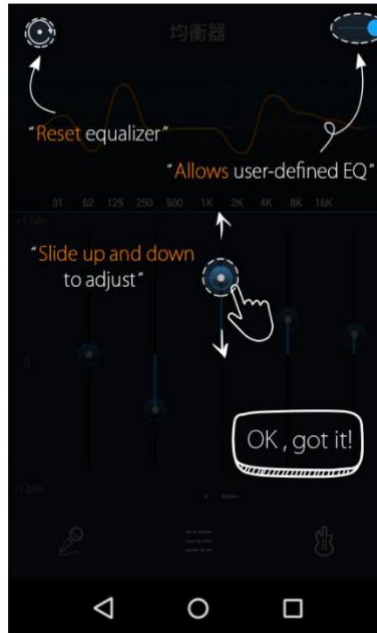 均衡器
"Reset equalizer"
"Allows user-defined EQ"
31 62 125 250 500 1K 2K 4K 8K 16K
+12db
"Slide up and down
to adjust"
0
OK , got it!
-12db